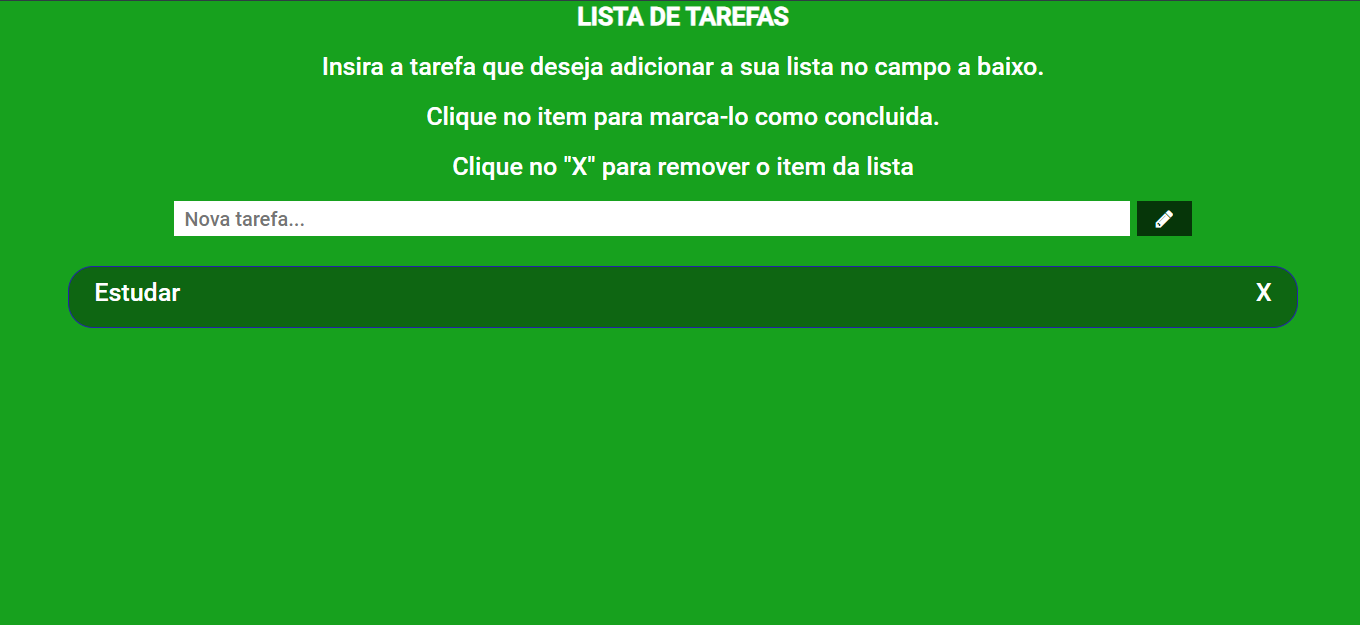 LISTA DE TAREFAS
Insira a tarefa que deseja adicionar a sua lista no campo a baixo.
Clique no item para marca-lo como concluida.
Clique no "X" para remover o item da lista
Nova tarefa...
Estudar X